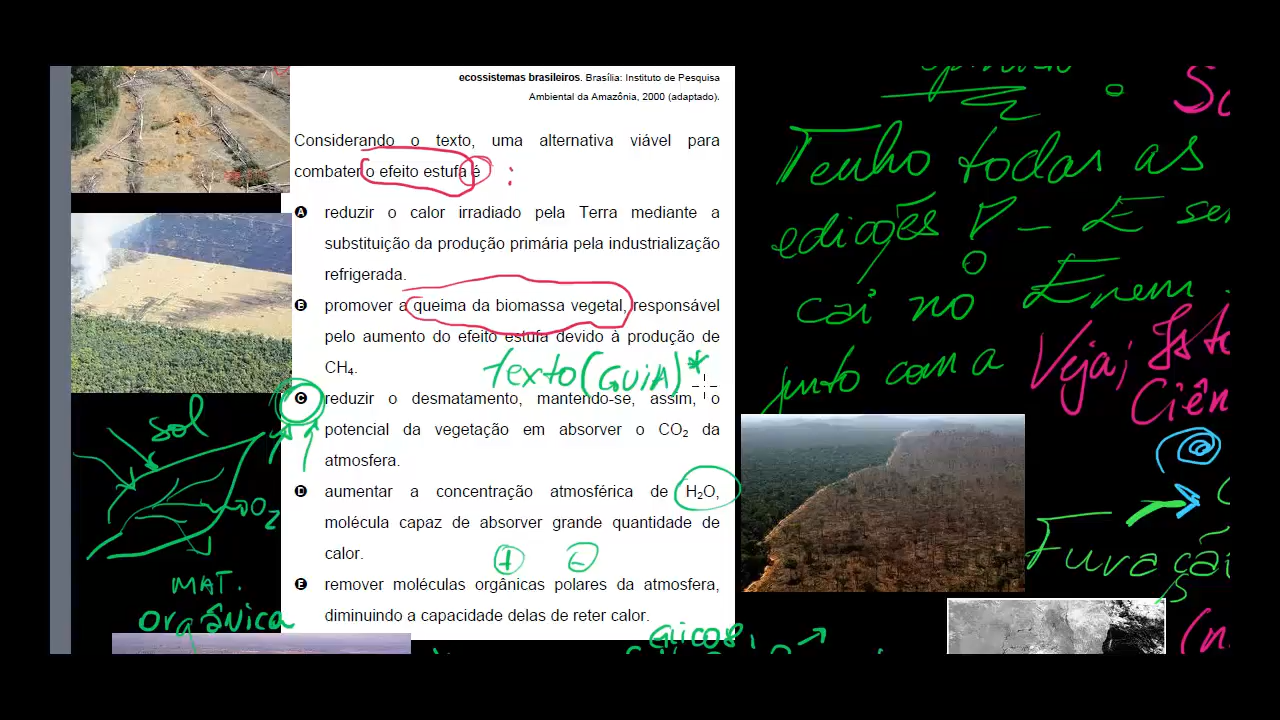 ecossistemas brasileiros. Brasília: Instituto de Pesquisa
Ambiental da Amazônia, 2000 (adaptado).
Considerando o texto, uma alternativa viável para
combater o efeito estufa é :
A reduzir o calor irradiado pela Terra mediante a
substituição da produção primária pela industrialização
refrigerada.
B promover a queima da biomassa vegetal, responsável
pelo aumento do efeito estufa devido à produção de
CH₄.
texto (GUIA) *
C reduzir o desmatamento, mantendo-se, assim, o
potencial da vegetação em absorver o CO₂ da
atmosfera.
D aumentar a concentração atmosférica de H₂O,
molécula capaz de absorver grande quantidade de
calor.
+ -
E remover moléculas orgânicas polares da atmosfera,
diminuindo a capacidade delas de reter calor.
sol
O₂
MAT.
orgânica
Tenho todas as
edições
cai no Enem
junto com a Veja;
Ciên
Furaçã